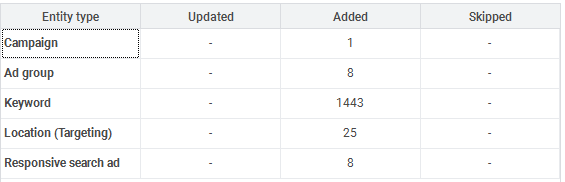 Entity type Updated Added Skipped
Campaign - 1 -
Ad group - 8 -
Keyword - 1443 -
Location (Targeting) - 25 -
Responsive search ad - 8 -